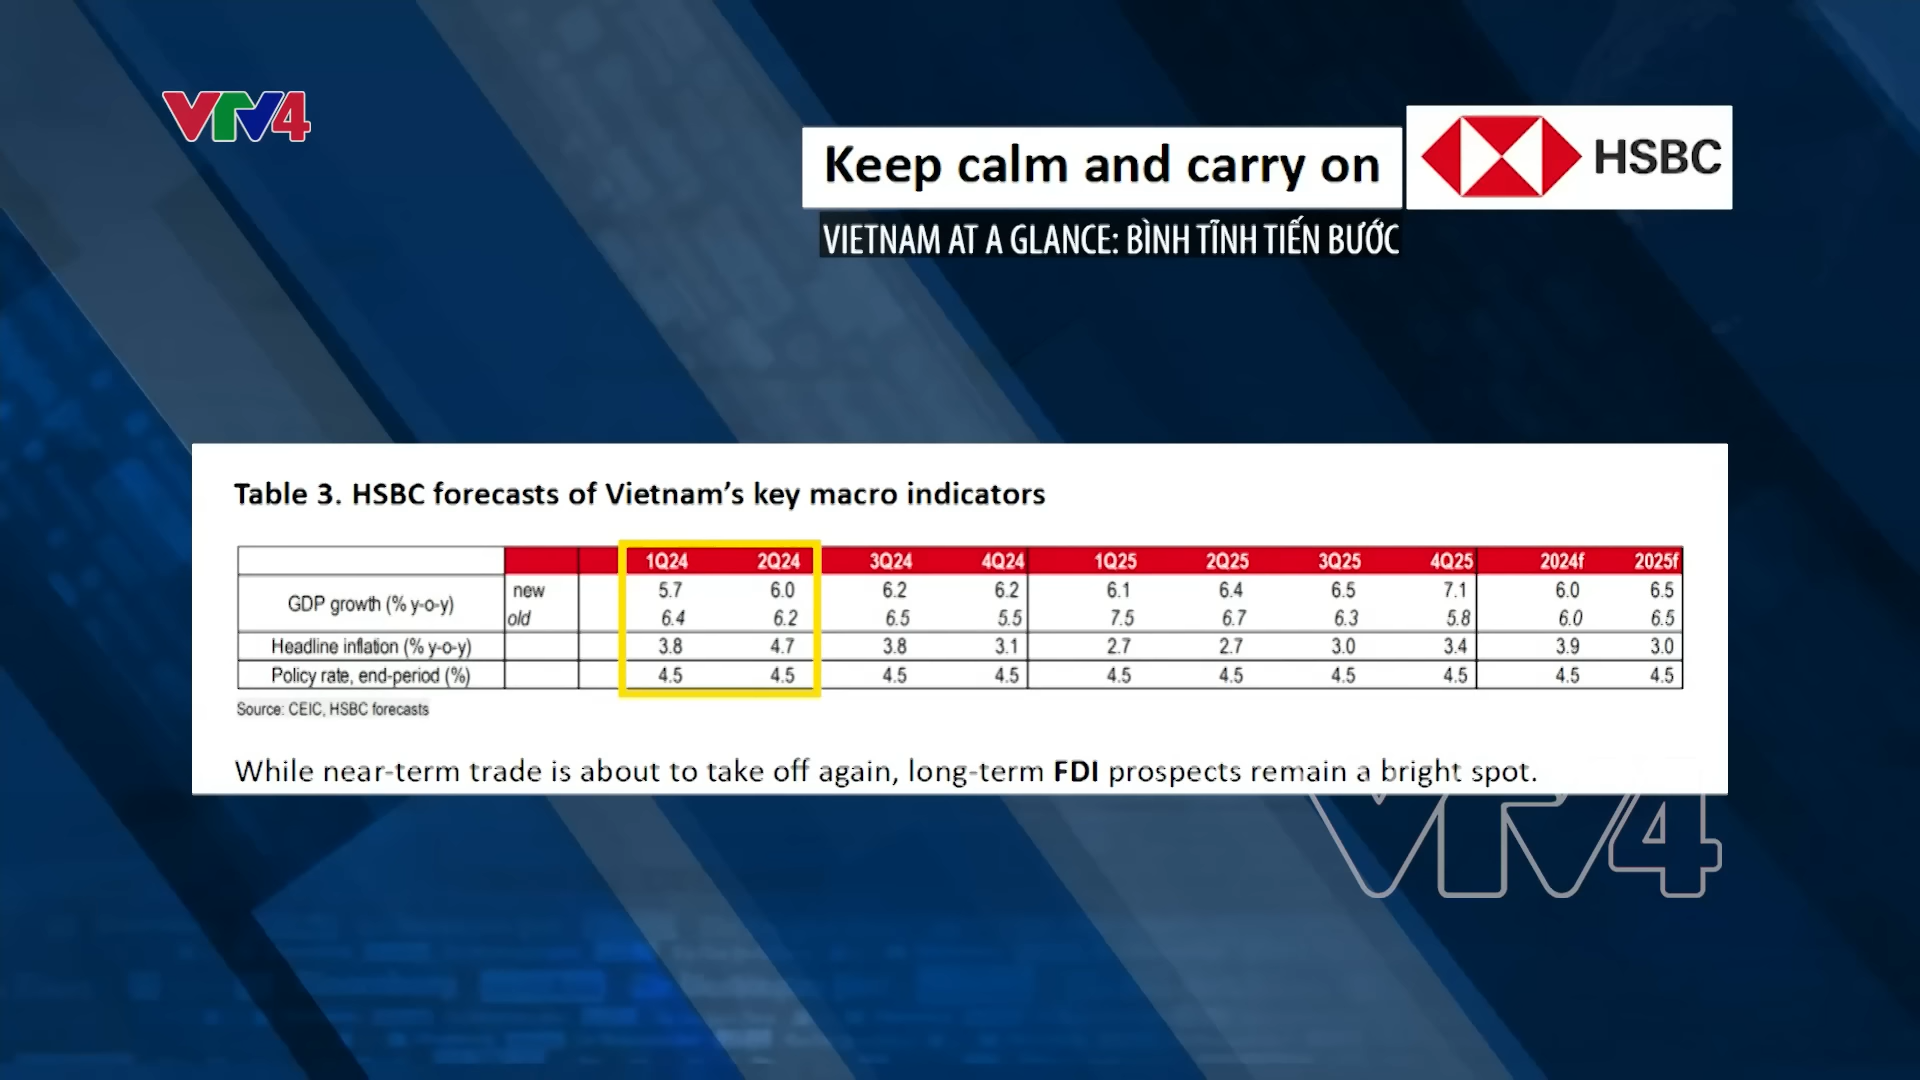 VTV4
Keep calm and carry on
HSBC
VIETNAM AT A GLANCE: BÌNH TĨNH TIẾN BƯỚC
Table 3. HSBC forecasts of Vietnam's key macro indicators
1Q24 2Q24 3Q24 4Q24 1Q25 2Q25 3Q25 4Q25 2024f 2025f
GDP growth (% y-o-y) new 5.7 6.0 6.2 6.2 6.1 6.4 6.5 7.1 6.0 6.5
old 6.4 6.2 6.5 5.5 7.5 6.7 6.3 5.8 6.0 6.5
Headline inflation (% y-o-y) 3.8 4.7 3.8 3.1 2.7 2.7 3.0 3.4 3.9 3.0
Policy rate, end-period (%) 4.5 4.5 4.5 4.5 4.5 4.5 4.5 4.5 4.5 4.5
Source: CEIC, HSBC forecasts
While near-term trade is about to take off again, long-term FDI prospects remain a bright spot.
VTV4